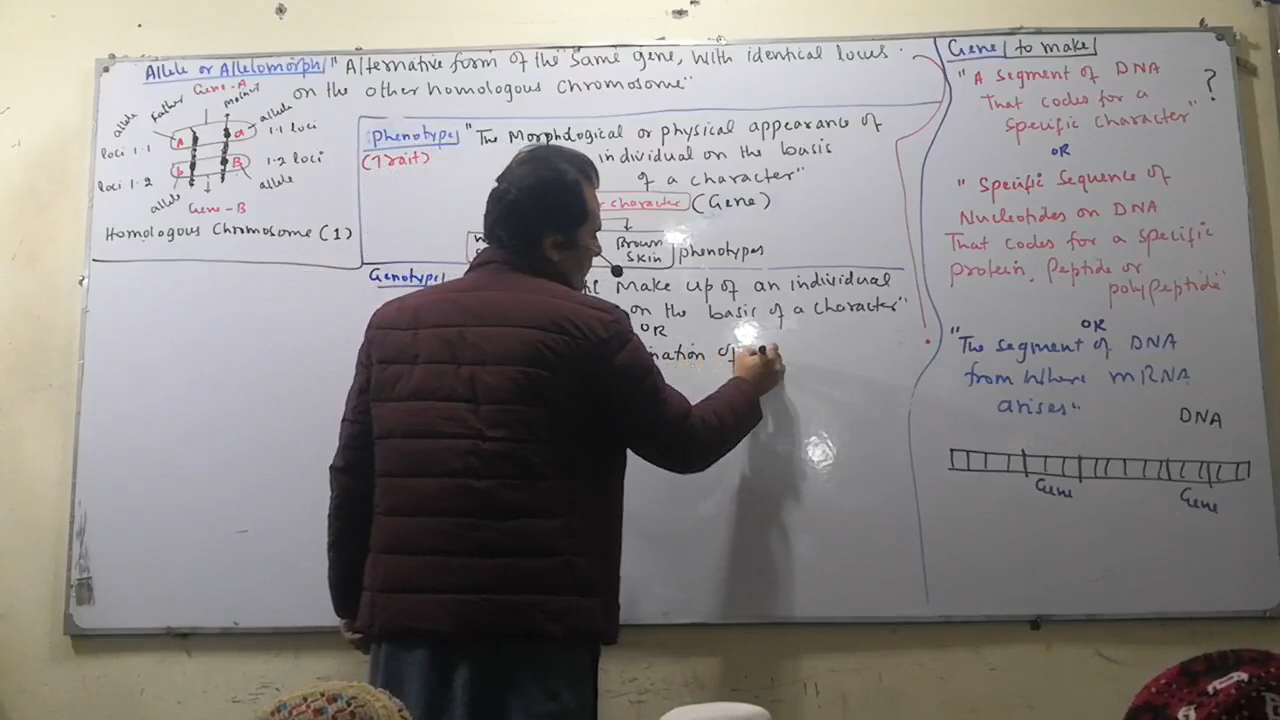 Allele or Allelomorph "Alternative form of the "Same gene, with identical locus
on the other homologous chromosome"
Gene-A
allele Father Mother allele
loci 1.1 A a 1.1 loci
loci 1.2 b B 1.2 loci
allele allele
Gene-B
Homologous Chromosome (1)
Phenotype "The Morphological or physical appearance of
(Trait) individual on the basis
of a character"
character (Gene)
Brown
Skin phenotypes
Genotype Make up of an individual
on the basic of a character"
OR
of
Gene to make
"A segment of DNA
That codes for a
specific character" ?
OR
"Specific Sequence of
Nucleotides on DNA
That codes for a specific
protein, Peptide or
polypeptide"
OR
"The segment of DNA
from Where mRNA
arises"
DNA
Gene Gene